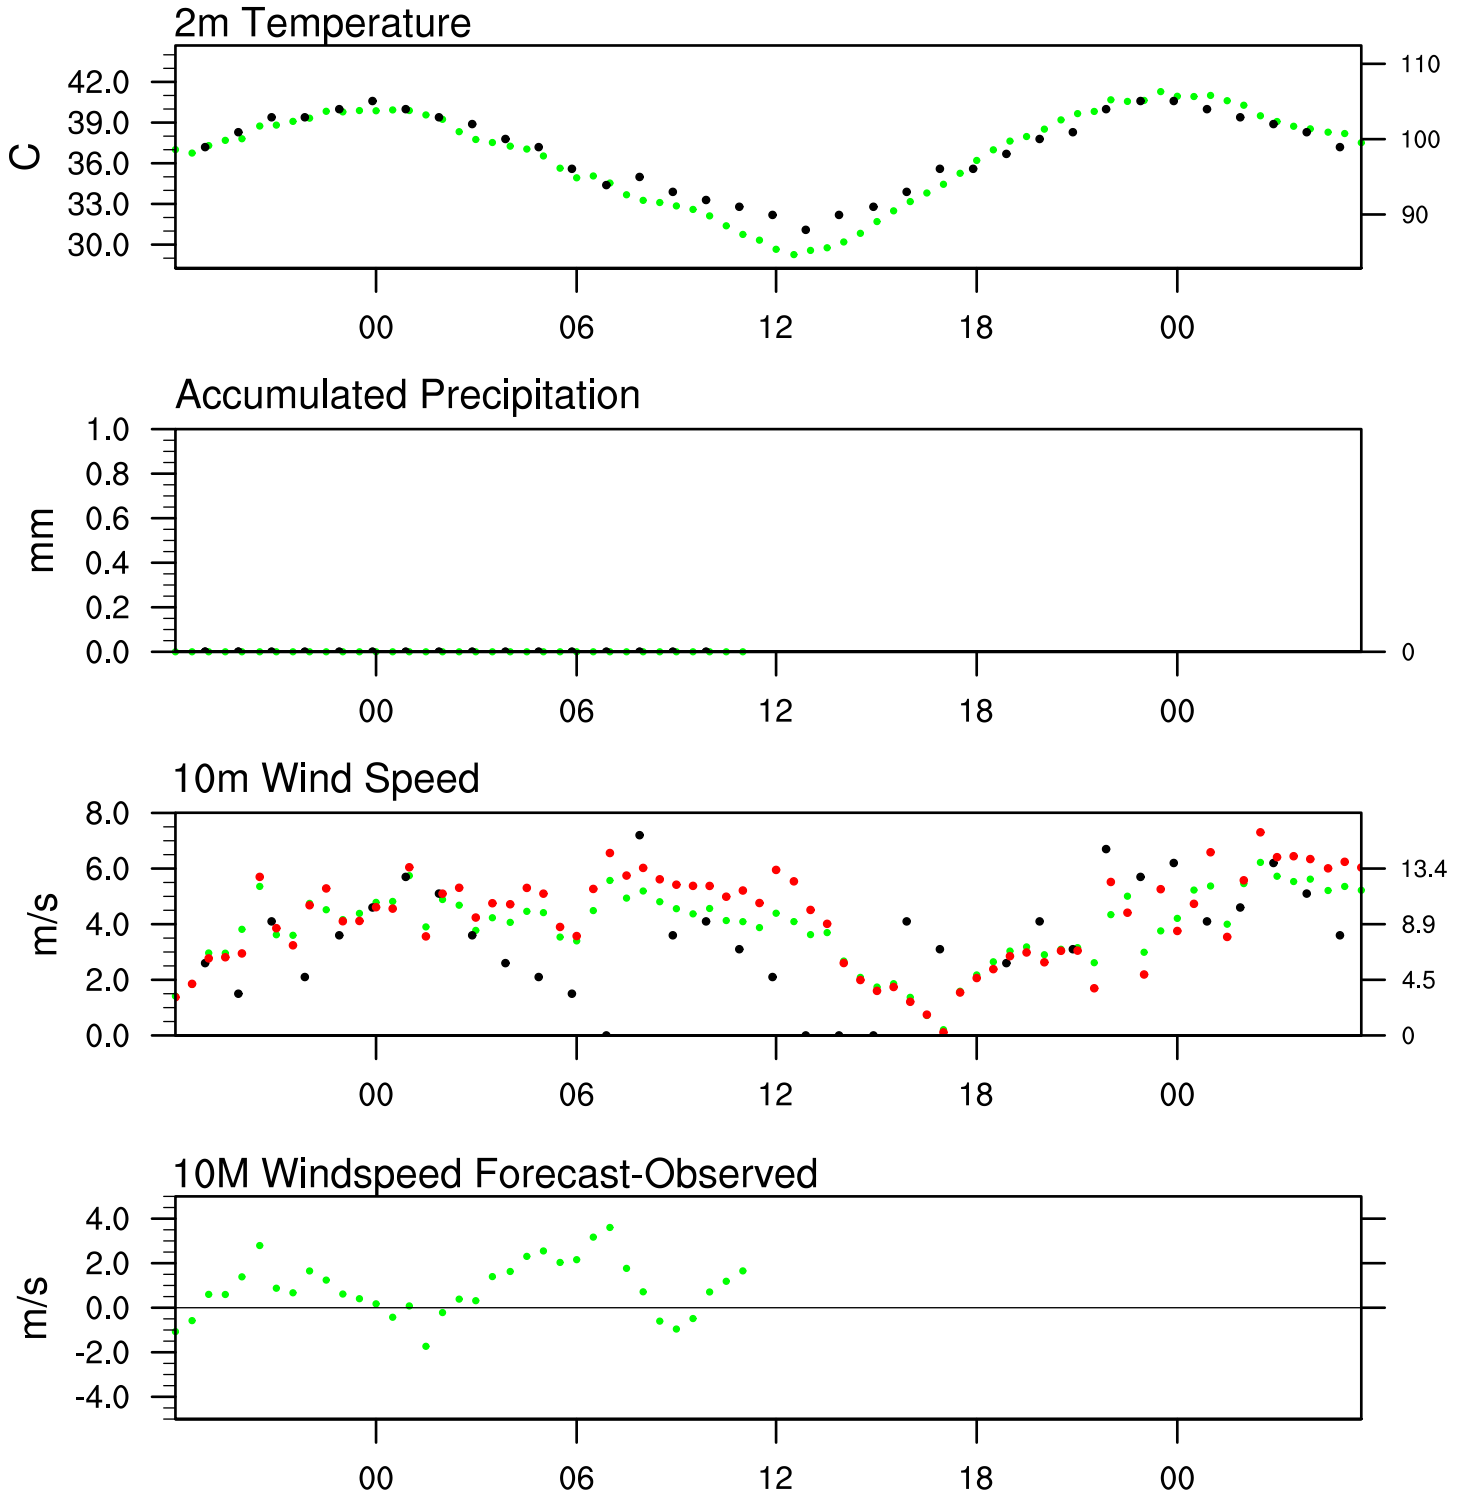 2m Temperature
42.0
39.0
36.0
33.0
30.0
C
110
100
90
00 06 12 18 00
Accumulated Precipitation
1.0
0.8
0.6
0.4
0.2
0.0
mm
0
00 06 12 18 00
10m Wind Speed
8.0
6.0
4.0
2.0
0.0
m/s
13.4
8.9
4.5
0
00 06 12 18 00
10M Windspeed Forecast-Observed
4.0
2.0
0.0
-2.0
-4.0
m/s
00 06 12 18 00